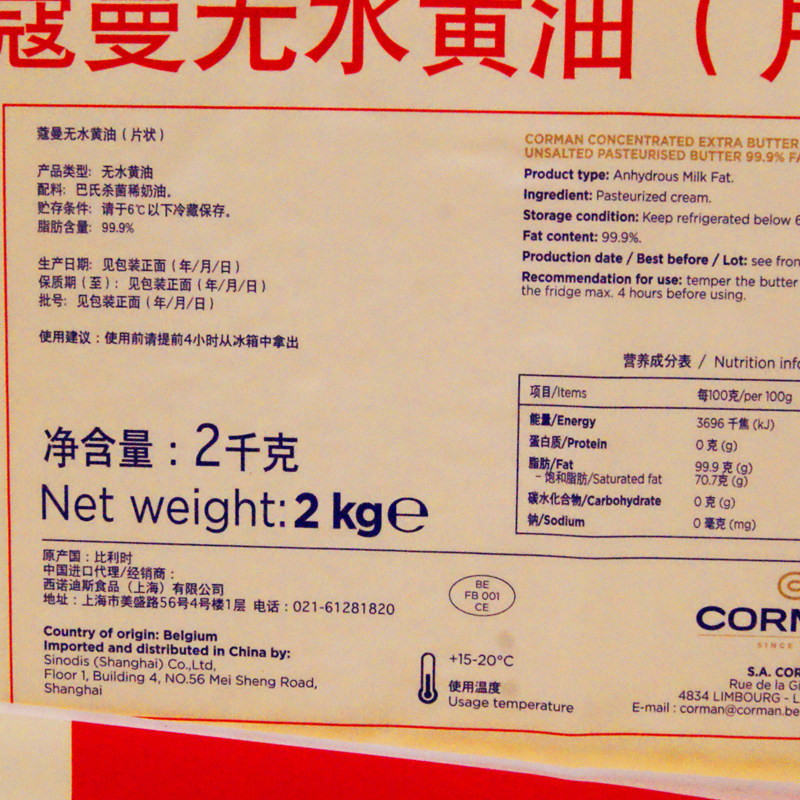 蔻曼无水黄油（片
蔻曼无水黄油（片状）
产品类型: 无水黄油
配料: 巴氏杀菌稀奶油。
贮存条件: 请于6℃以下冷藏保存。
脂肪含量: 99.9%
生产日期: 见包装正面（年/月/日）
保质期（至）: 见包装正面（年/月/日）
批号: 见包装正面（年/月/日）
使用建议：使用前请提前4小时从冰箱中拿出
净含量：2千克
Net weight: 2 kg e
CORMAN CONCENTRATED EXTRA BUTTER
UNSALTED PASTEURISED BUTTER 99.9% FA
Product type: Anhydrous Milk Fat.
Ingredient: Pasteurized cream.
Storage condition: Keep refrigerated below 6
Fat content: 99.9%.
Production date / Best before / Lot: see fron
Recommendation for use: temper the butter
the fridge max. 4 hours before using.
营养成分表 / Nutrition info
项目/Items 每100克/per 100g
能量/Energy 3696 千焦 (kJ)
蛋白质/Protein 0 克 (g)
脂肪/Fat 99.9 克 (g)
- 饱和脂肪/Saturated fat 70.7克 (g)
碳水化合物/Carbohydrate 0 克 (g)
钠/Sodium 0 毫克 (mg)
原产国：比利时
中国进口代理/经销商：
西诺迪斯食品（上海）有限公司
地址：上海市美盛路56号4号楼1层 电话：021-61281820
Country of origin: Belgium
Imported and distributed in China by:
Sinodis (Shanghai) Co.,Ltd,
Floor 1, Building 4, NO.56 Mei Sheng Road,
Shanghai
BE
FB 001
CE
+15-20°C
使用温度
Usage temperature
CORM
SINCE
S.A. COR
Rue de la Gi
4834 LIMBOURG - L
E-mail : corman@corman.be